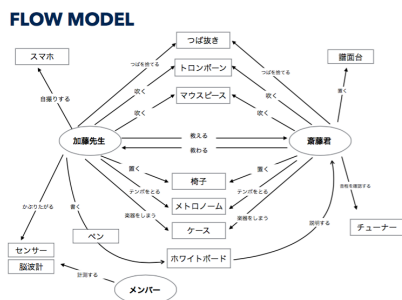 FLOW MODEL
スマホ
つば抜き
譜面台
つばを捨てる
つばを捨てる
トロンボーン
置く
自撮りする
吹く
吹く
マウスピース
吹く
吹く
加藤先生
教える
斎藤君
教わる
置く
置く
椅子
テンポをとる
テンポをとる
音程を確認する
メトロノーム
かぶりたがる
書く
楽器をしまう
楽器をしまう
ケース
説明する
チューナー
ペン
センサー
ホワイトボード
脳波計
計測する
メンバー